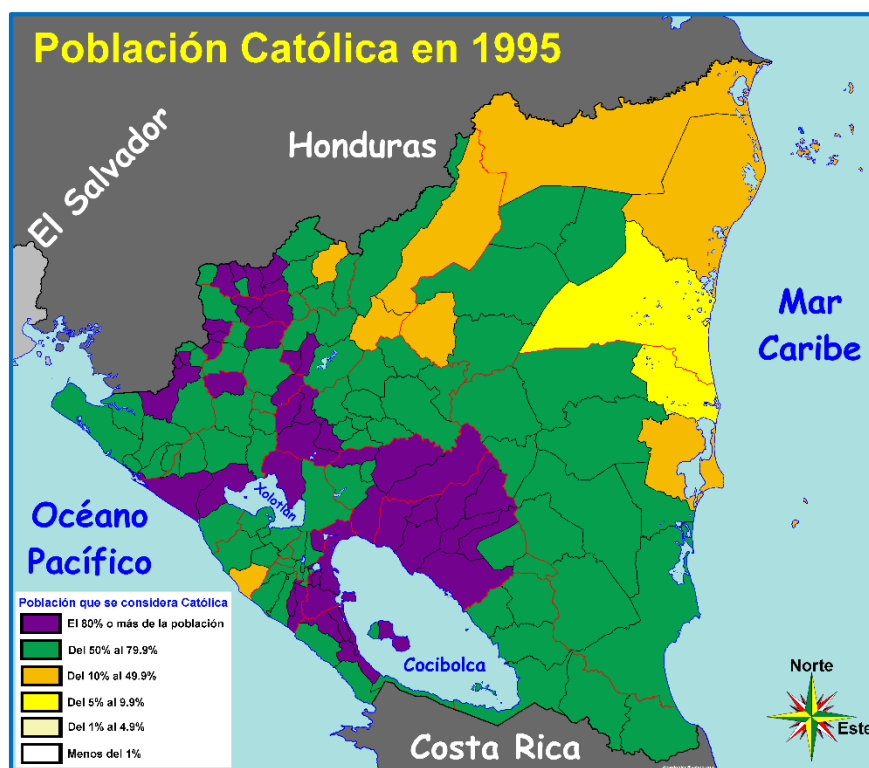 Población Católica en 1995
El Salvador
Honduras
Mar
Caribe
Xolotlán
Océano
Pacífico
Población que se considera Católica
El 80% o más de la población
Del 50% al 79.9%
Del 10% al 49.9%
Del 5% al 9.9%
Del 1% al 4.9%
Menos del 1%
Cocibolca
Norte
Este
Costa Rica